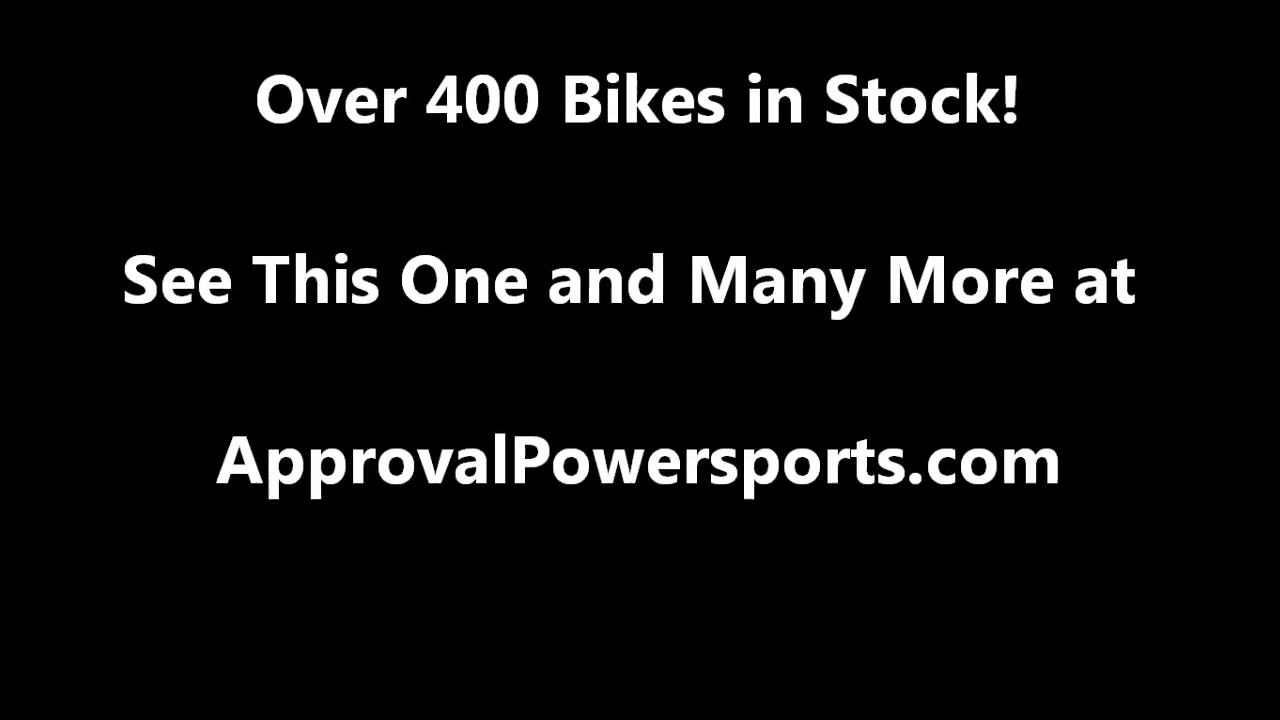 Over 400 Bikes in Stock!
See This One and Many More at
ApprovalPowersports.com